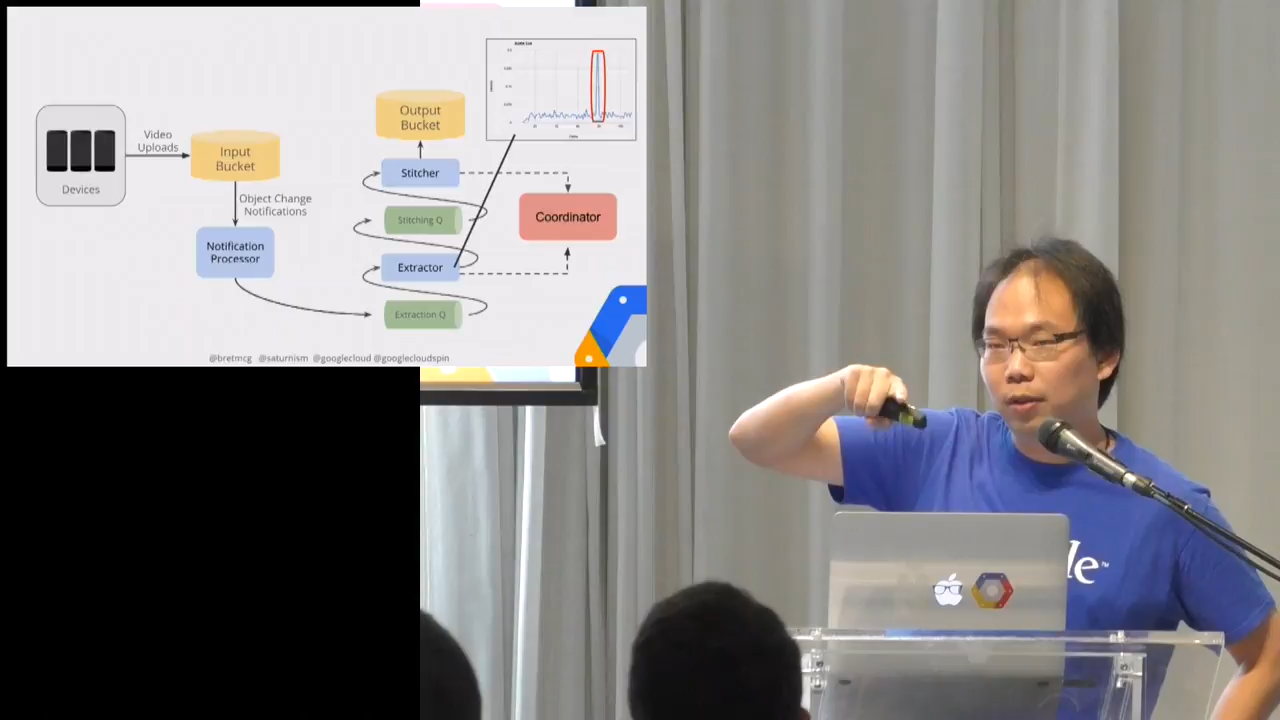 Devices
Video
Uploads
Input
Bucket
Object Change
Notifications
Notification
Processor
Output
Bucket
Stitcher
Stitching Q
Extractor
Extraction Q
Coordinator
@bretmcg @saturnism @googlecloud @googlecloudspin
le™